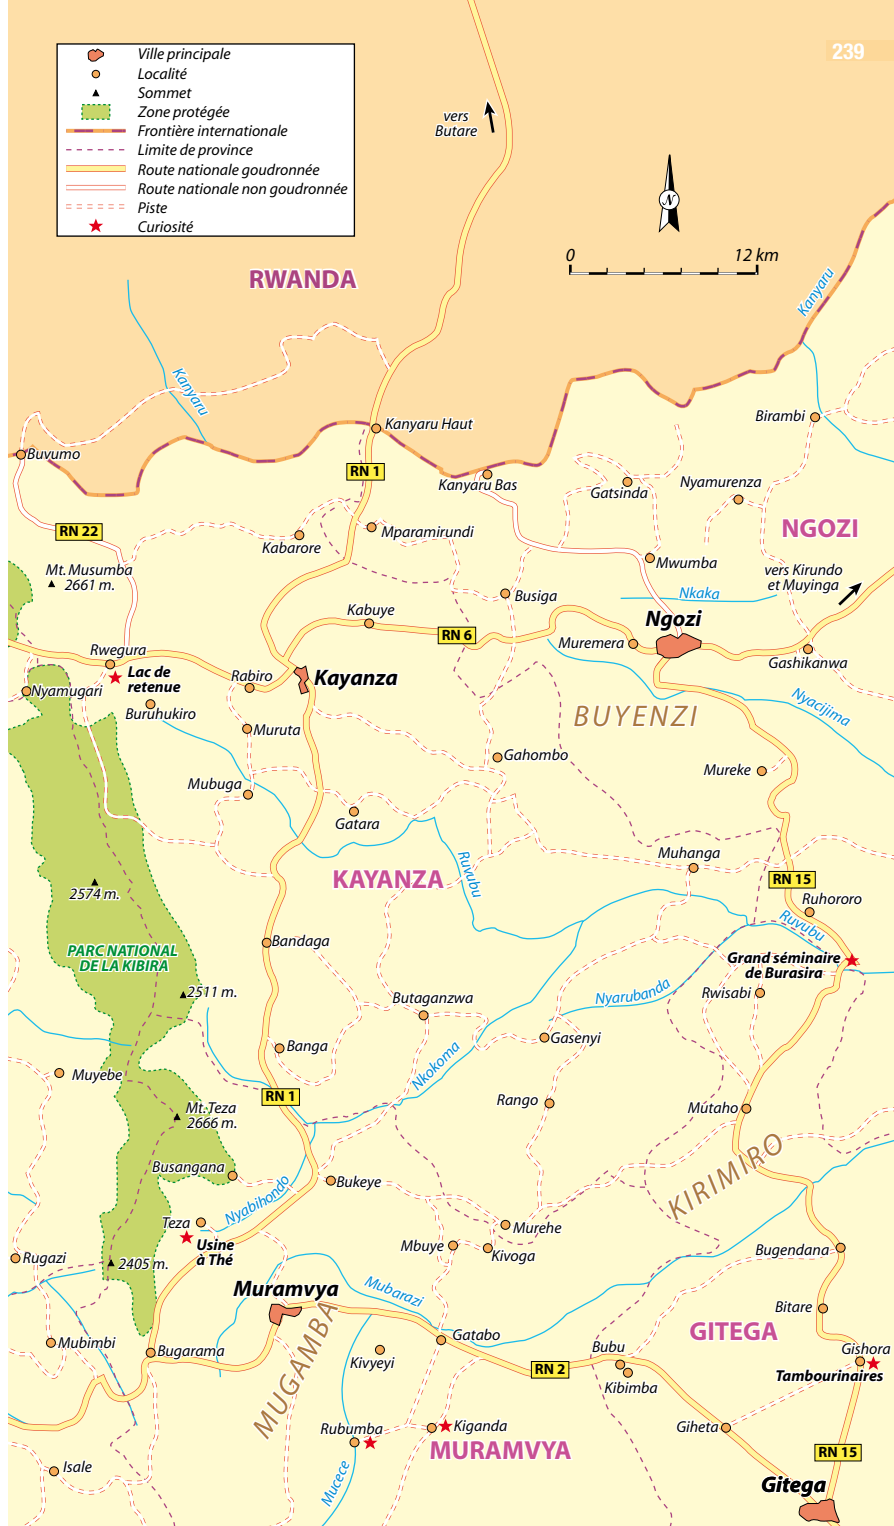 239
Ville principale
Localité
Sommet
Zone protégée
Frontière internationale
Limite de province
Route nationale goudronnée
Route nationale non goudronnée
Piste
Curiosité
vers
Butare
N
0 12 km
RWANDA
Kanyaru
Kanyaru
Birambi
Kanyaru Haut
Buvumo
RN 1
Kanyaru Bas
Gatsinda
Nyamurenza
RN 22
Mparamirundi
NGOZI
Kabarore
Mwumba
Mt. Musumba
2661 m.
vers Kirundo
et Muyinga
Nkaka
Busiga
Kabuye
Ngozi
RN 6
Muremera
Rwegura
Gashikanwa
Lac de
retenue
Rabiro
Kayanza
Nyamugari
Nyacijima
Buruhukiro
BUYENZI
Muruta
Gahombo
Mureke
Mubuga
Gatara
Ruvubu
Muhanga
KAYANZA
RN 15
2574 m.
Ruhororo
Ruvubu
Bandaga
PARC NATIONAL
DE LA KIBIRA
Grand séminaire
de Burasira
2511 m.
Butaganzwa
Nyarubanda
Rwisabi
Gasenyi
Banga
Nkokoma
Muyebe
RN 1
Rango
Mutaho
Mt. Teza
2666 m.
KIRIMIRO
Busangana
Bukeye
Nyabihondo
Teza
Murehe
Usine
à Thé
Mbuye
Kivoga
Bugendana
Rugazi
2405 m.
Muramvya
Mubarazi
Bitare
MUGAMBA
GITEGA
Mubimbi
Bugarama
Gatabo
Bubu
Gishora
Kivyeyi
RN 2
Tambourinaires
Kibimba
Rubumba
Kiganda
Giheta
MURAMVYA
RN 15
Isale
Mucece
Gitega